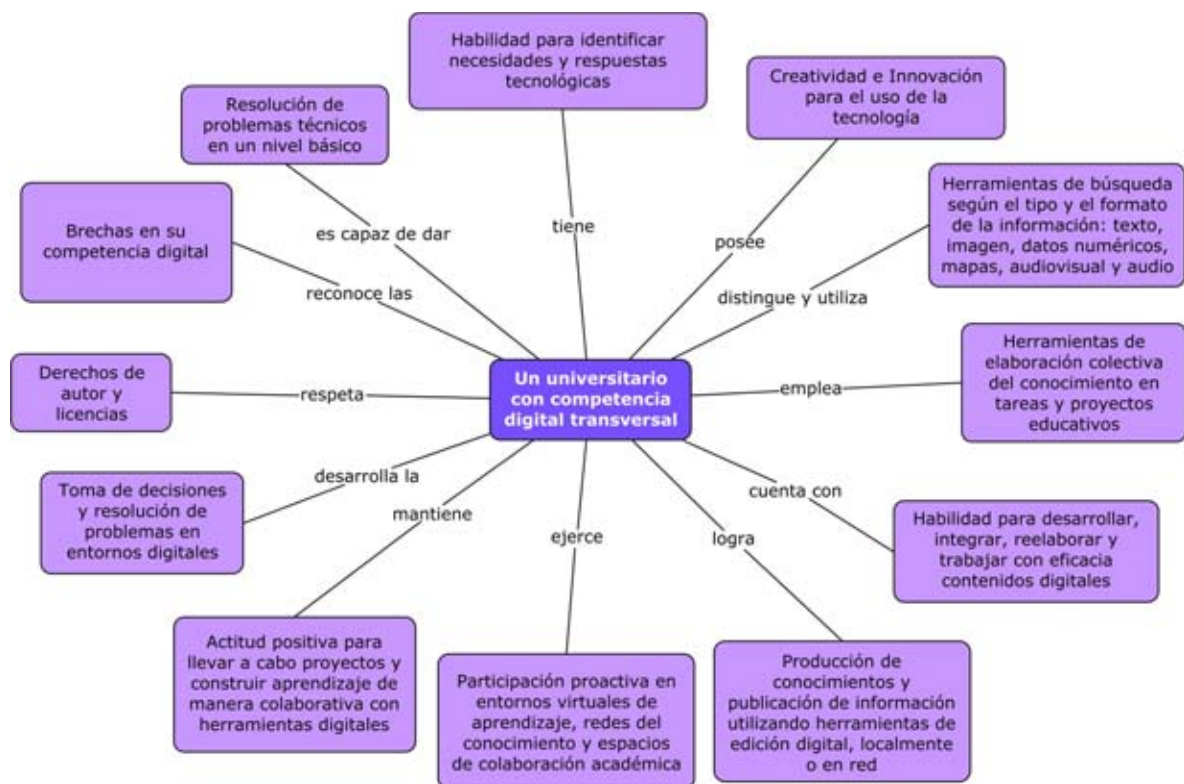 Un universitario
con competencia
digital transversal
tiene
Habilidad para identificar
necesidades y respuestas
tecnológicas
posee
Creatividad e Innovación
para el uso de la
tecnología
distingue y utiliza
Herramientas de búsqueda
según el tipo y el formato
de la información: texto,
imagen, datos numéricos,
mapas, audiovisual y audio
emplea
Herramientas de
elaboración colectiva
del conocimiento en
tareas y proyectos
educativos
cuenta con
Habilidad para desarrollar,
integrar, reelaborar y
trabajar con eficacia
contenidos digitales
logra
Producción de
conocimientos y
publicación de información
utilizando herramientas de
edición digital, localmente
o en red
ejerce
Participación proactiva en
entornos virtuales de
aprendizaje, redes del
conocimiento y espacios
de colaboración académica
mantiene
Actitud positiva para
llevar a cabo proyectos y
construir aprendizaje de
manera colaborativa con
herramientas digitales
desarrolla la
Toma de decisiones
y resolución de
problemas en
entornos digitales
respeta
Derechos de
autor y
licencias
reconoce las
Brechas en su
competencia digital
es capaz de dar
Resolución de
problemas técnicos
en un nivel básico